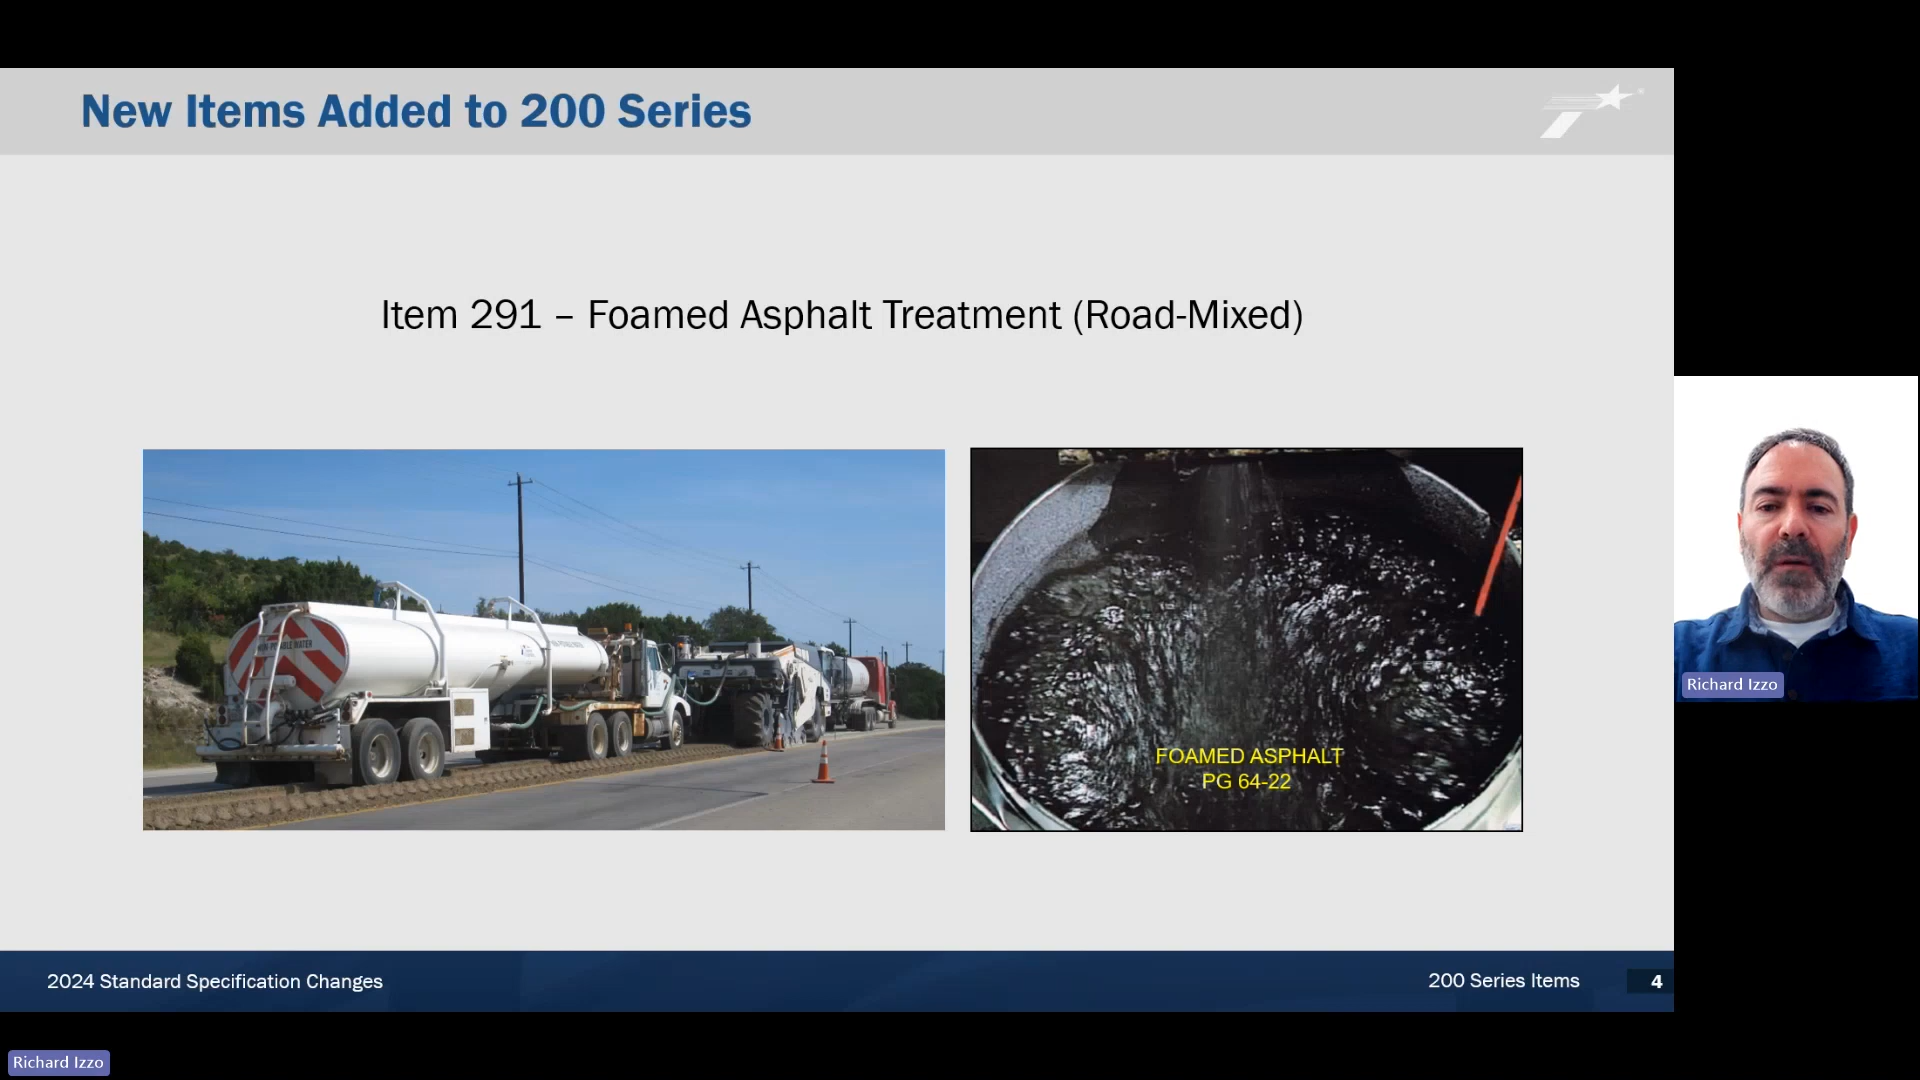 New Items Added to 200 Series
Item 291 – Foamed Asphalt Treatment (Road-Mixed)
FOAMED ASPHALT
PG 64-22
Richard Izzo
2024 Standard Specification Changes
200 Series Items
4
Richard Izzo